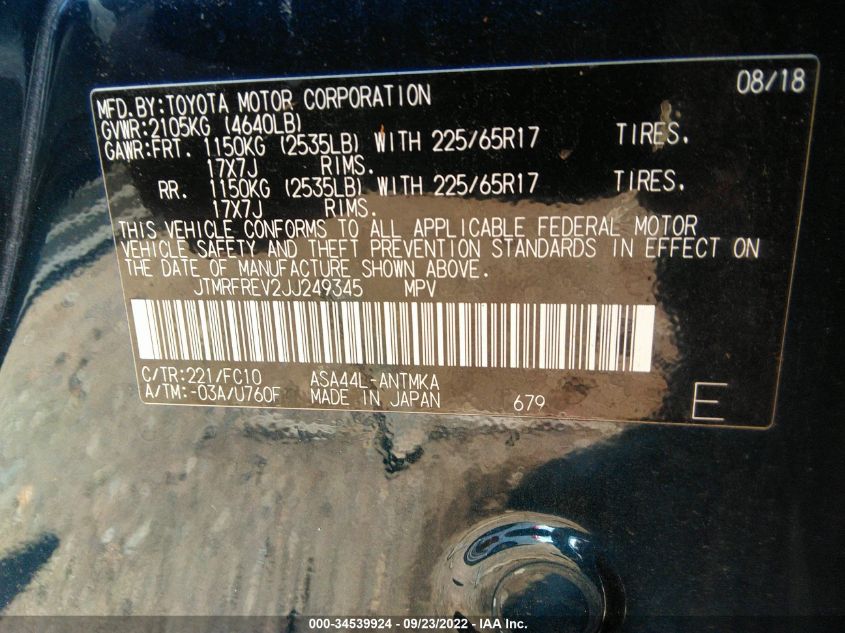 MFD.BY:TOYOTA MOTOR CORPORATION 08/18
GVWR:2105KG (4640LB)
GAWR:FRT. 1150KG (2535LB) WITH 225/65R17 TIRES.
17X7J RIMS.
RR. 1150KG (2535LB) WITH 225/65R17 TIRES.
17X7J RIMS.
THIS VEHICLE CONFORMS TO ALL APPLICABLE FEDERAL MOTOR
VEHICLE SAFETY AND THEFT PREVENTION STANDARDS IN EFFECT ON
THE DATE OF MANUFACTURE SHOWN ABOVE.
JTMRFREV2JJ249345 MPV
C/TR:221/FC10 ASA44L-ANTMKA
A/TM:-03A/U760F MADE IN JAPAN 679 E
000-34539924 - 09/23/2022 - IAA Inc.